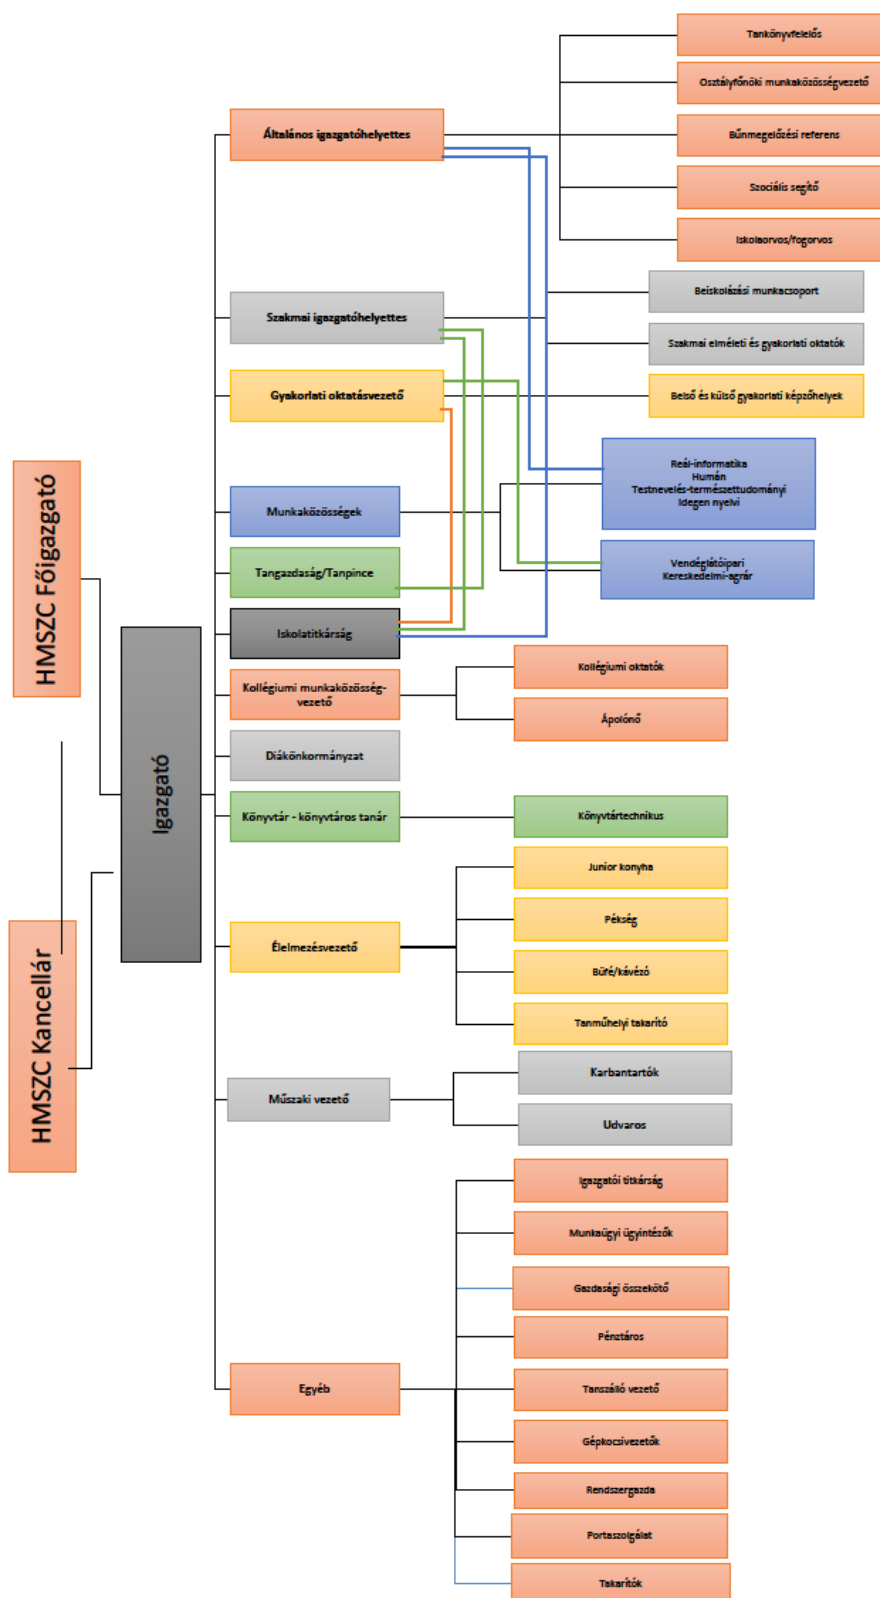 HMSZC Főigazgató
HMSZC Kancellár
Igazgató
Általános igazgatóhelyettes
Tankönyvfelelős
Osztályfőnöki munkaközösségvezető
Bűnmegelőzési referens
Szociális segítő
Iskolaorvos/fogorvos
Szakmai igazgatóhelyettes
Beiskolázási munkacsoport
Szakmai elméleti és gyakorlati oktatók
Gyakorlati oktatásvezető
Belső és külső gyakorlati képzőhelyek
Munkaközösségek
Reál-informatika
Humán
Testnevelés-természettudományi
Idegen nyelvi
Vendéglátóipari
Kereskedelmi-agrár
Tangazdaság/Tanpince
Iskolatitkárság
Kollégiumi munkaközösség-
vezető
Kollégiumi oktatók
Ápolónő
Diákönkormányzat
Könyvtár - könyvtáros tanár
Könyvtártechnikus
Élelmezésvezető
Junior konyha
Pékség
Büfé/kávézó
Tanműhelyi takarító
Műszaki vezető
Karbantartók
Udvaros
Egyéb
Igazgatói titkárság
Munkaügyi ügyintézők
Gazdasági összekötő
Pénztáros
Tanszálló vezető
Gépkocsivezetők
Rendszergazda
Portaszolgálat
Takarítók